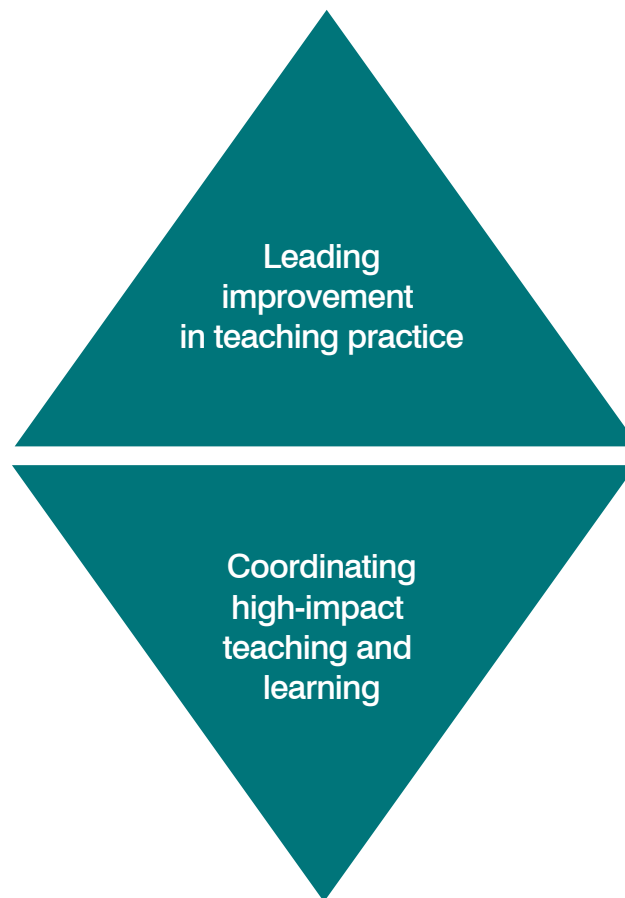 Leading
improvement
in teaching practice
Coordinating
high-impact
teaching and
learning